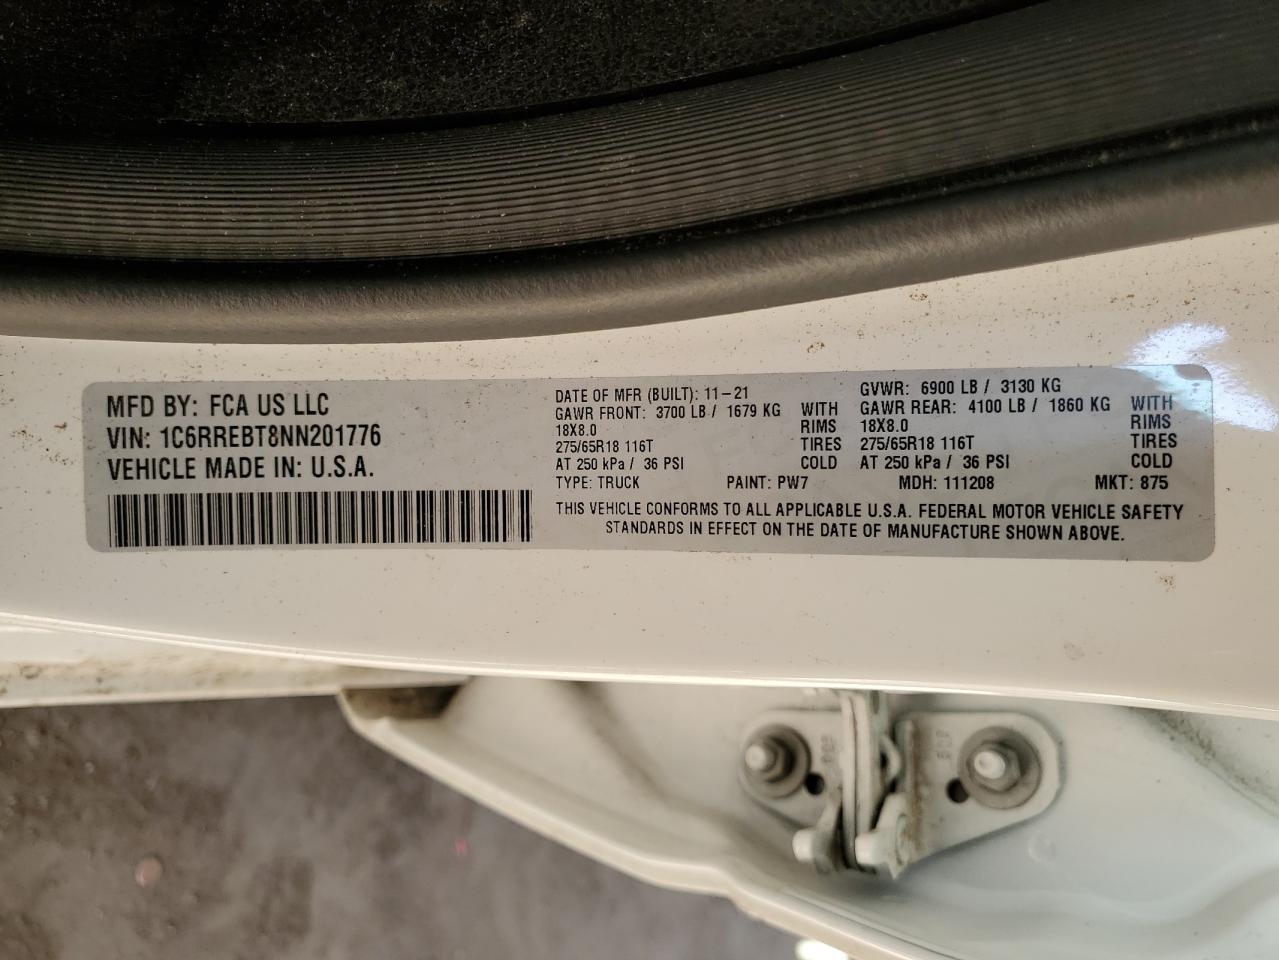 MFD BY: FCA US LLC
VIN: 1C6RREBT8NN201776
VEHICLE MADE IN: U.S.A.
DATE OF MFR (BUILT): 11-21
GAWR FRONT: 3700 LB / 1679 KG WITH
18X8.0 RIMS
275/65R18 116T TIRES
AT 250 kPa / 36 PSI COLD
GVWR: 6900 LB / 3130 KG
GAWR REAR: 4100 LB / 1860 KG WITH
18X8.0 RIMS
275/65R18 116T TIRES
AT 250 kPa / 36 PSI COLD
TYPE: TRUCK PAINT: PW7 MDH: 111208 MKT: 875
THIS VEHICLE CONFORMS TO ALL APPLICABLE U.S.A. FEDERAL MOTOR VEHICLE SAFETY
STANDARDS IN EFFECT ON THE DATE OF MANUFACTURE SHOWN ABOVE.